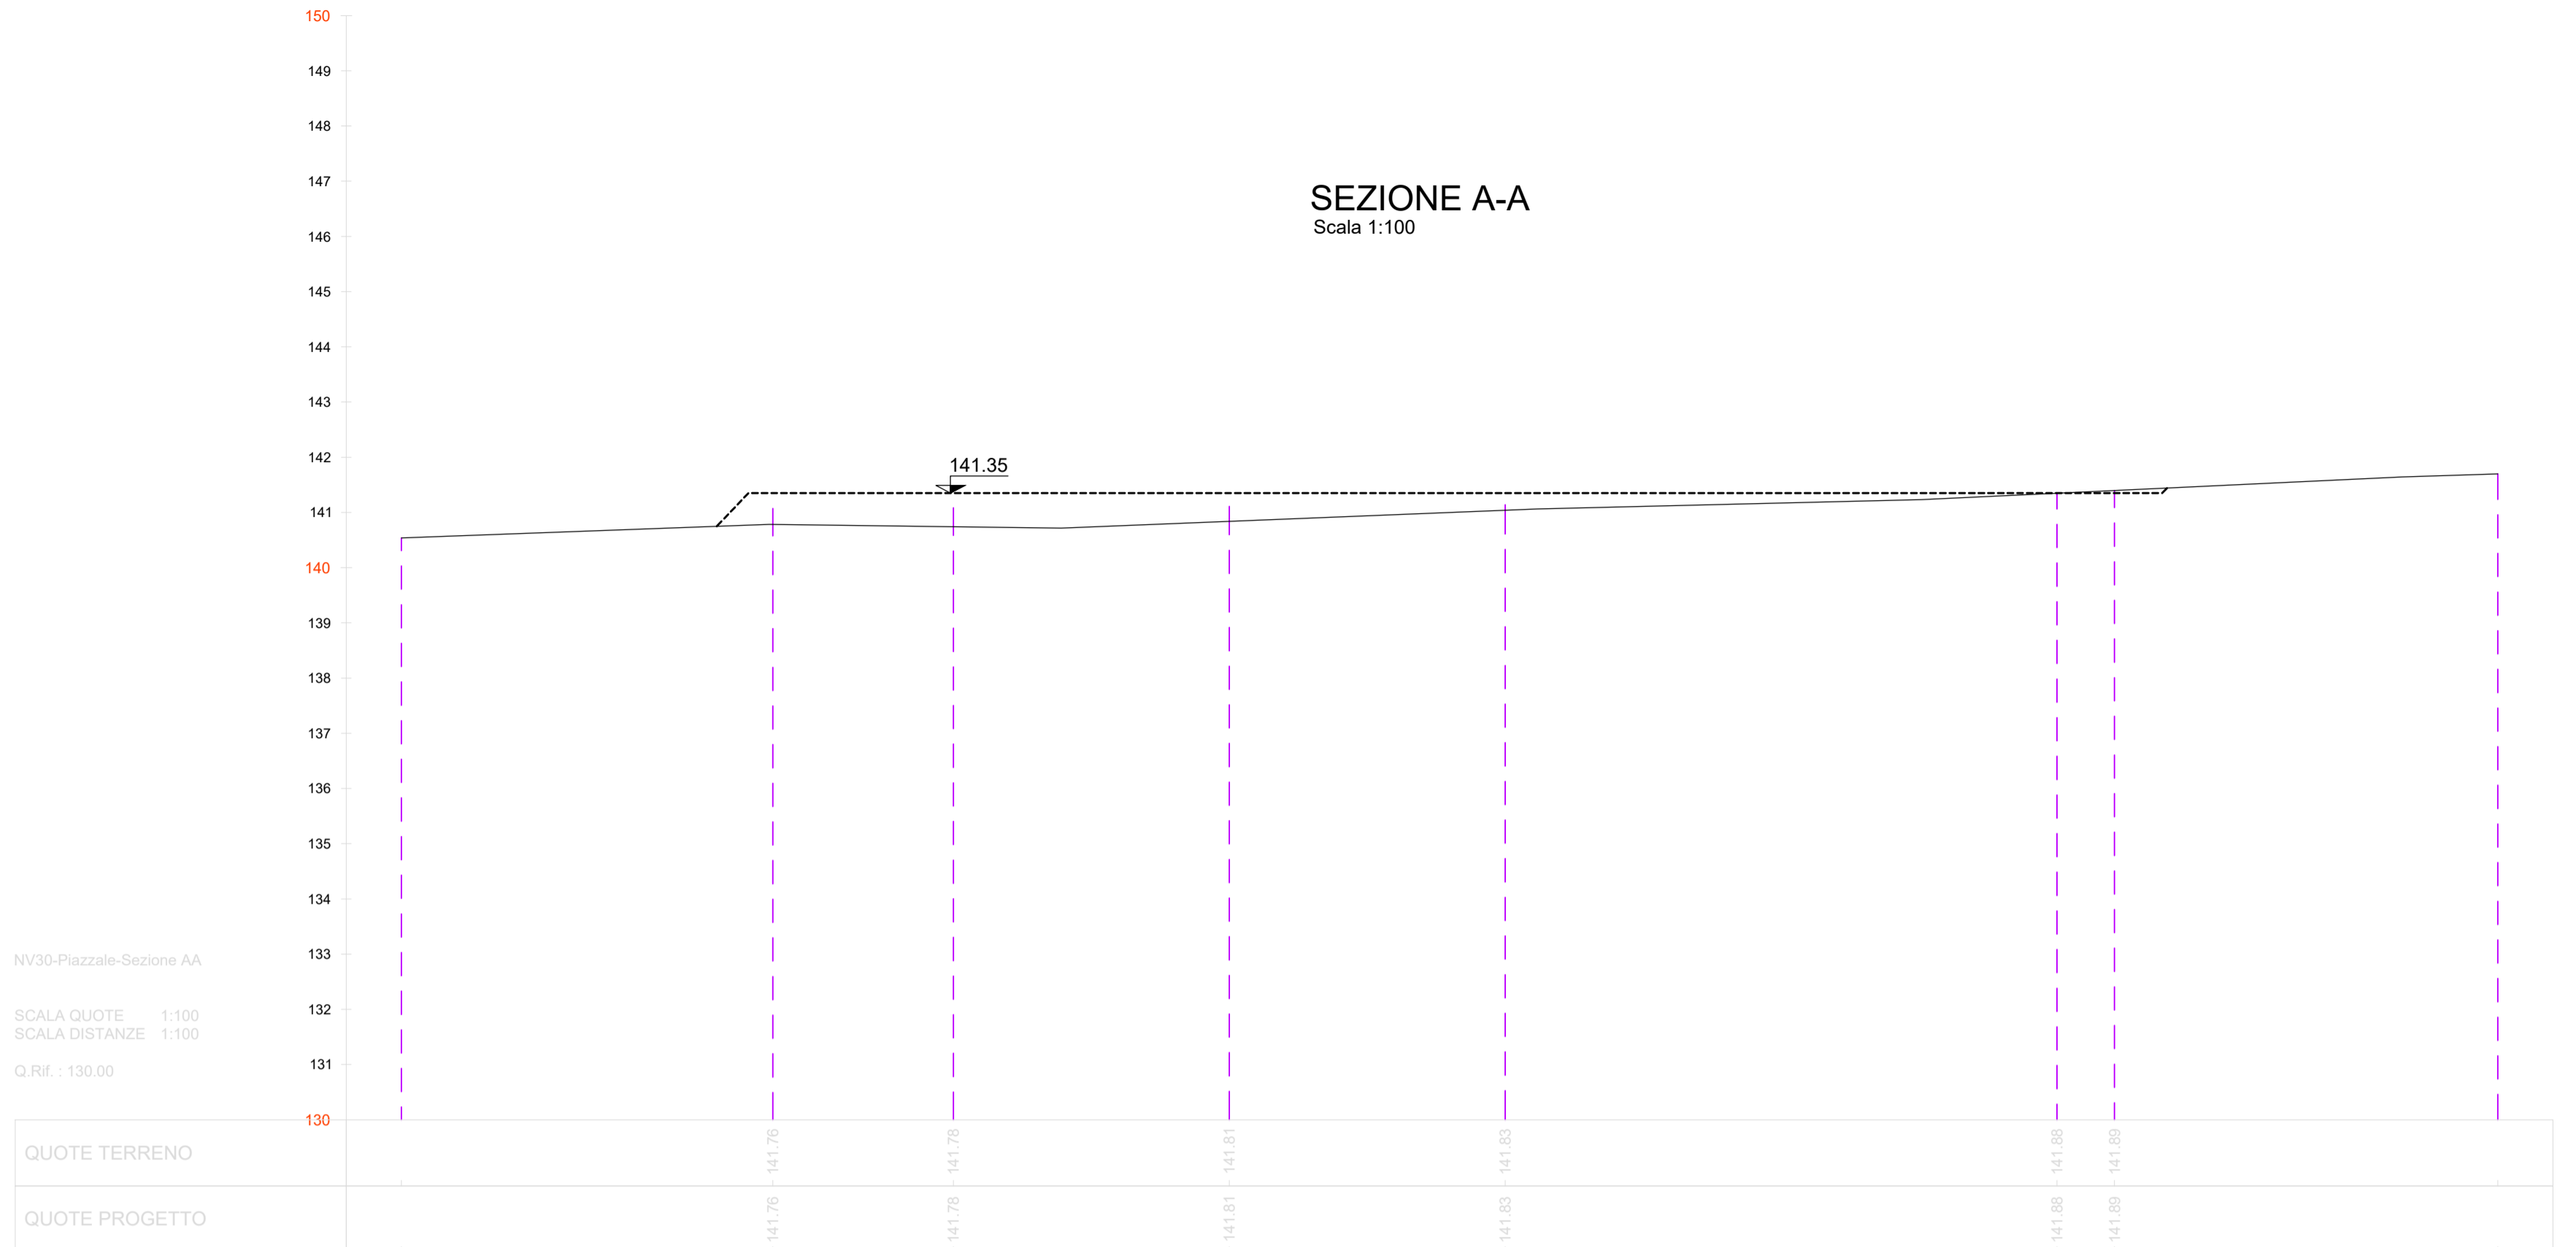 150
149
148
147
SEZIONE A-A
146
Scala 1:100
145
144
143
142
141.35
141
140
139
138
137
136
135
134
133
NV30-Piazzale-Sezione AA
132
SCALA QUOTE 1:100
SCALA DISTANZE 1:100
131
Q.Rif. : 130.00
130
QUOTE TERRENO 141.76 141.78 141.81 141.83 141.88 141.89
QUOTE PROGETTO 141.76 141.78 141.81 141.83 141.88 141.89